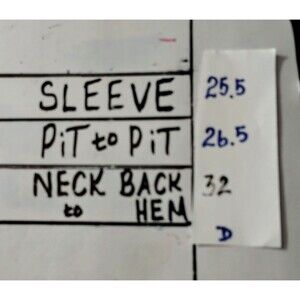 SLEEVE 25.5
PiT to PiT 26.5
NECK BACK 32
to HEM
D